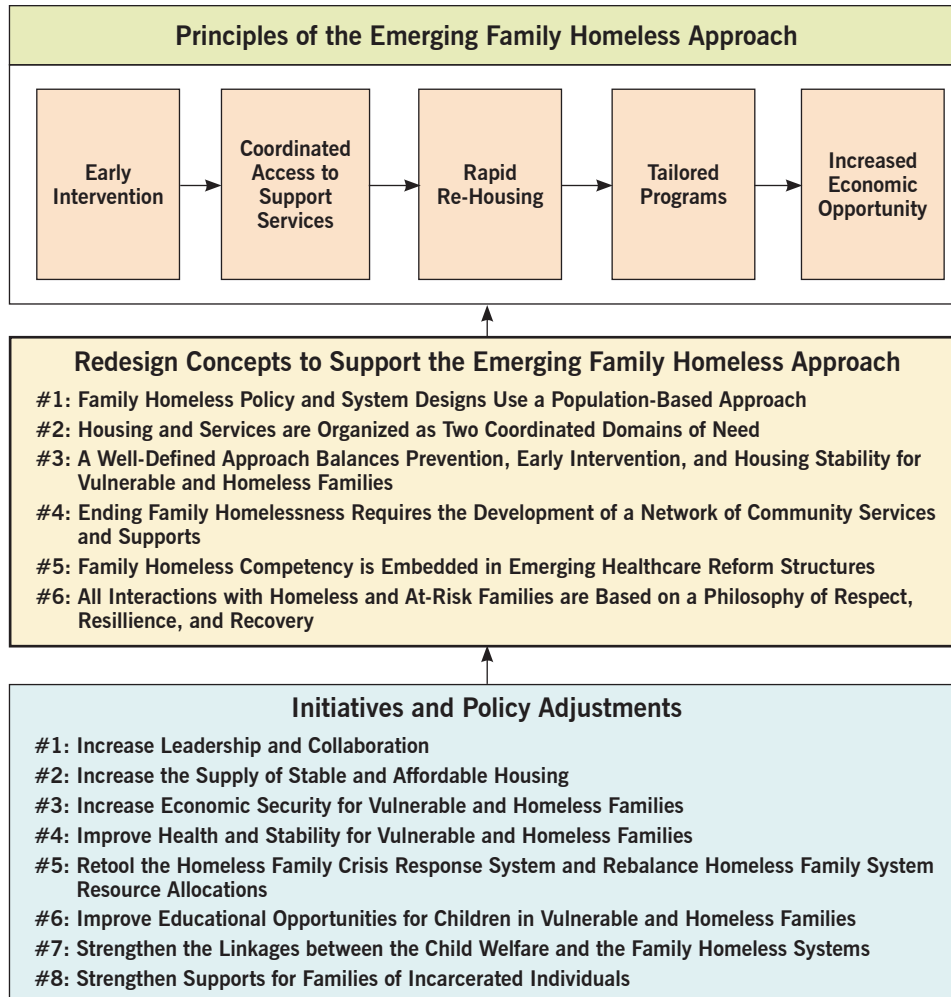 Principles of the Emerging Family Homeless Approach
Early
Intervention
Coordinated
Access to
Support
Services
Rapid
Re-Housing
Tailored
Programs
Increased
Economic
Opportunity
Redesign Concepts to Support the Emerging Family Homeless Approach
#1: Family Homeless Policy and System Designs Use a Population-Based Approach
#2: Housing and Services are Organized as Two Coordinated Domains of Need
#3: A Well-Defined Approach Balances Prevention, Early Intervention, and Housing Stability for
Vulnerable and Homeless Families
#4: Ending Family Homelessness Requires the Development of a Network of Community Services
and Supports
#5: Family Homeless Competency is Embedded in Emerging Healthcare Reform Structures
#6: All Interactions with Homeless and At-Risk Families are Based on a Philosophy of Respect,
Resillience, and Recovery
Initiatives and Policy Adjustments
#1: Increase Leadership and Collaboration
#2: Increase the Supply of Stable and Affordable Housing
#3: Increase Economic Security for Vulnerable and Homeless Families
#4: Improve Health and Stability for Vulnerable and Homeless Families
#5: Retool the Homeless Family Crisis Response System and Rebalance Homeless Family System
Resource Allocations
#6: Improve Educational Opportunities for Children in Vulnerable and Homeless Families
#7: Strengthen the Linkages between the Child Welfare and the Family Homeless Systems
#8: Strengthen Supports for Families of Incarcerated Individuals